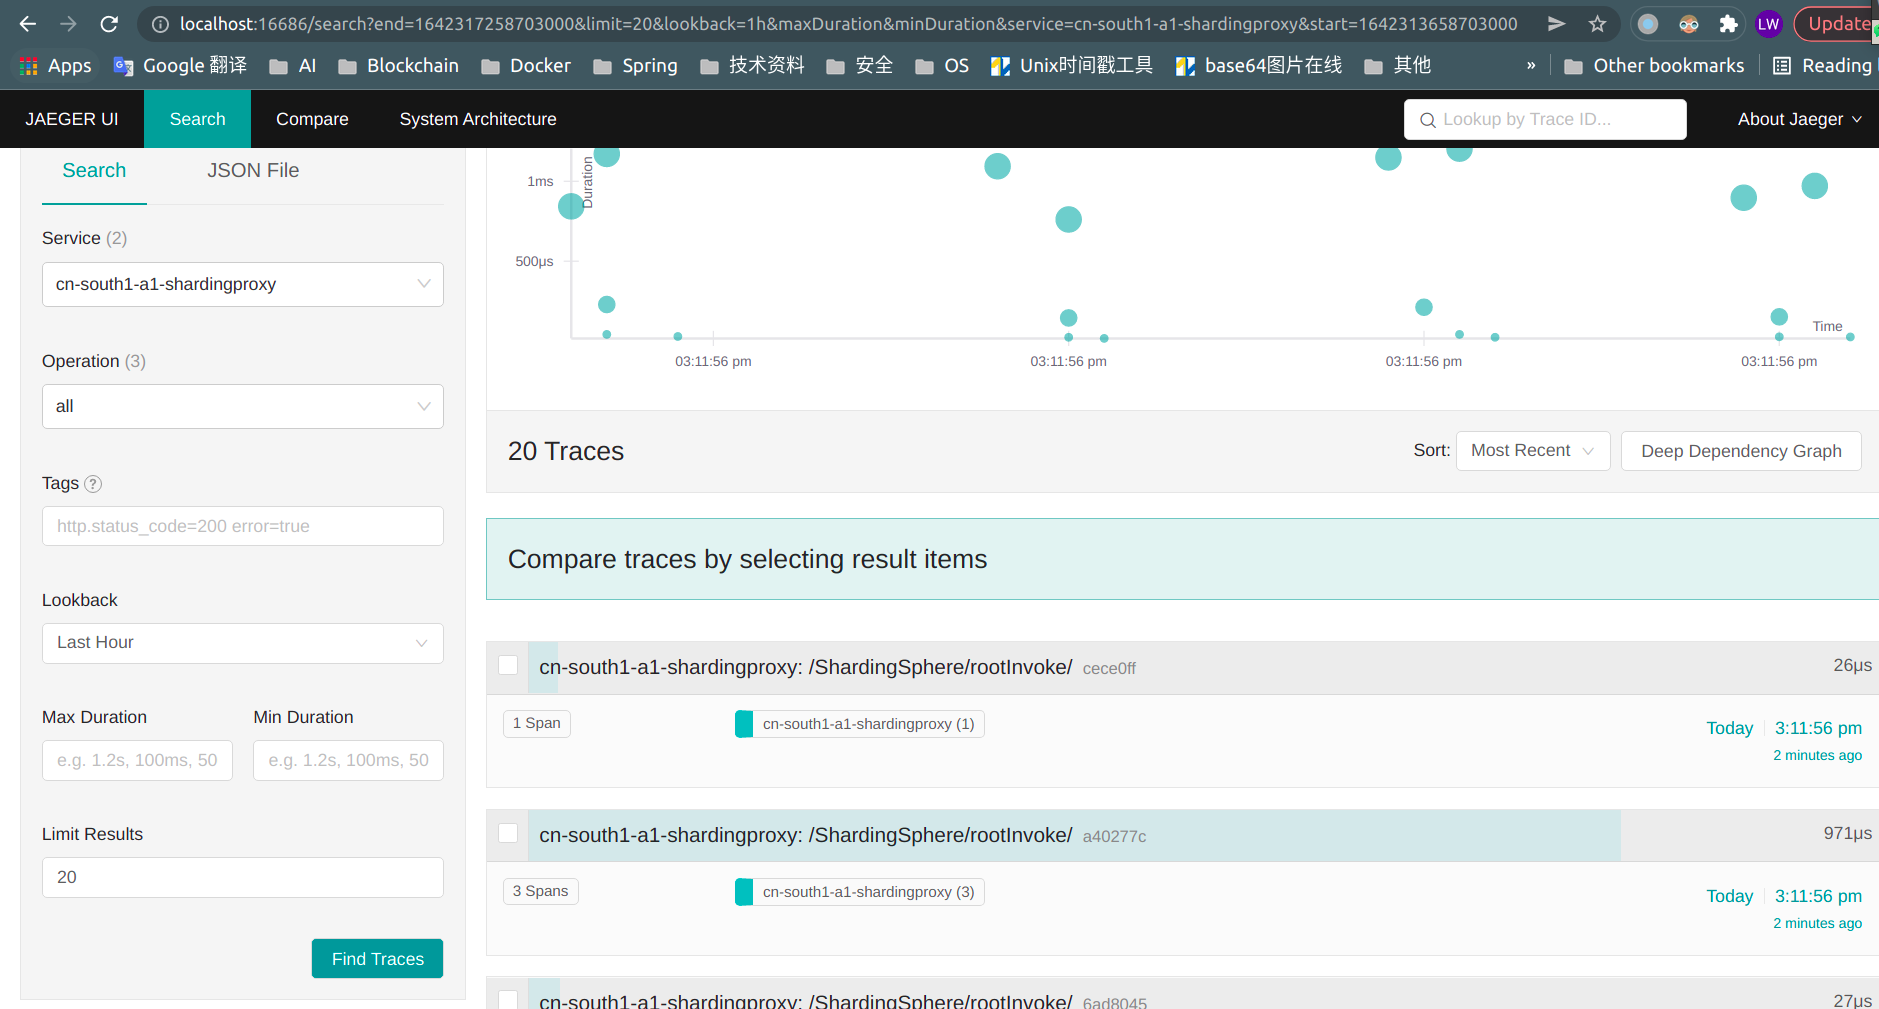 localhost:16686/search?end=1642317258703000&limit=20&lookback=1h&maxDuration&minDuration&service=cn-south1-a1-shardingproxy&start=1642313658703000
LW
Update
Apps
Google 翻译
AI
Blockchain
Docker
Spring
技术资料
安全
OS
Unix时间戳工具
base64图片在线
其他
»
Other bookmarks
Reading
JAEGER UI
Search
Compare
System Architecture
Lookup by Trace ID...
About Jaeger
Search
JSON File
Service (2)
cn-south1-a1-shardingproxy
Operation (3)
all
Tags ?
http.status_code=200 error=true
Lookback
Last Hour
Max Duration
Min Duration
e.g. 1.2s, 100ms, 50
e.g. 1.2s, 100ms, 50
Limit Results
20
Find Traces
Duration
1ms
500μs
Time
03:11:56 pm
03:11:56 pm
03:11:56 pm
03:11:56 pm
20 Traces
Sort:
Most Recent
Deep Dependency Graph
Compare traces by selecting result items
cn-south1-a1-shardingproxy: /ShardingSphere/rootInvoke/ cece0ff
26μs
1 Span
cn-south1-a1-shardingproxy (1)
Today
3:11:56 pm
2 minutes ago
cn-south1-a1-shardingproxy: /ShardingSphere/rootInvoke/ a40277c
971μs
3 Spans
cn-south1-a1-shardingproxy (3)
Today
3:11:56 pm
2 minutes ago
cn-south1-a1-shardingproxy: /ShardingSphere/rootInvoke/ 6ad8045
27μs